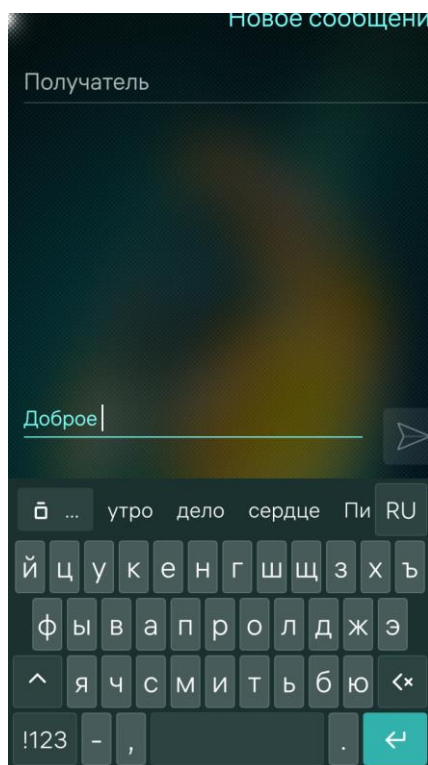 Новое сообщени
Получатель
Доброе
... утро дело сердце Пи RU
й ц у к е н г ш щ з х ъ
ф ы в а п р о л д ж э
я ч с м и т ь б ю
!123 - , .